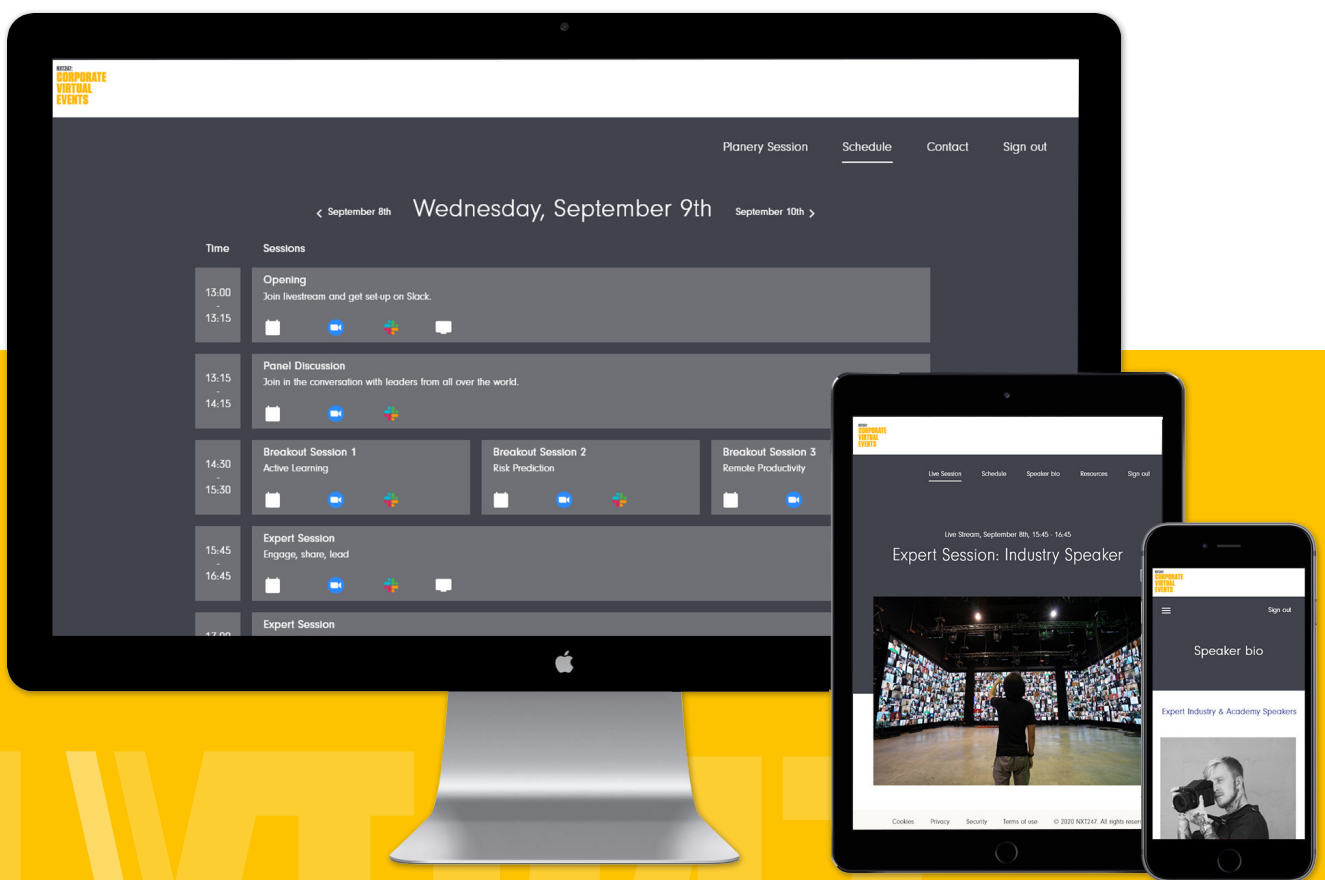 NXT247:
CORPORATE
VIRTUAL
EVENTS
Planery Session
Schedule
Contact
Sign out
September 8th
Wednesday, September 9th
September 10th
Time
Sessions
13:00
-
13:15
Opening
Join livestream and get set-up on Slack.
13:15
-
14:15
Panel Discussion
Join in the conversation with leaders from all over the world.
14:30
-
15:30
Breakout Session 1
Active Learning
Breakout Session 2
Risk Prediction
Breakout Session 3
Remote Productivity
15:45
-
16:45
Expert Session
Engage, share, lead
17:00
Expert Session
NXT247:
CORPORATE
VIRTUAL
EVENTS
Live Session
Schedule
Speaker bio
Resources
Sign out
Live Stream, September 8th, 15:45 - 16:45
Expert Session: Industry Speaker
Cookies
Privacy
Security
Terms of use
© 2020 NXT247. All rights
NXT247:
CORPORATE
VIRTUAL
EVENTS
Sign out
Speaker bio
Expert Industry & Academy Speakers